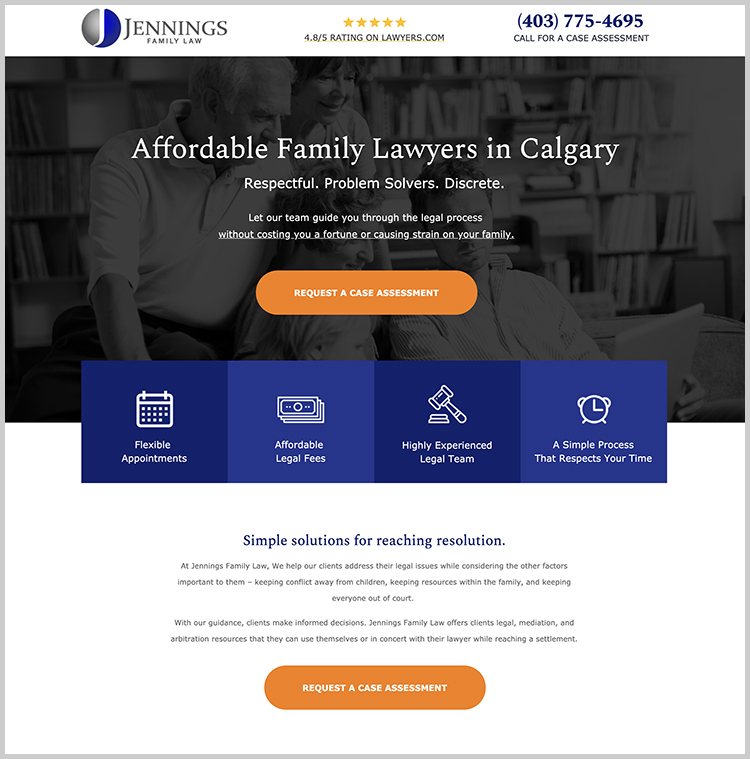 JENNINGS
FAMILY LAW
4.8/5 RATING ON LAWYERS.COM
(403) 775-4695
CALL FOR A CASE ASSESSMENT
Affordable Family Lawyers in Calgary
Respectful. Problem Solvers. Discrete.
Let our team guide you through the legal process
without costing you a fortune or causing strain on your family.
REQUEST A CASE ASSESSMENT
Flexible
Appointments
Affordable
Legal Fees
Highly Experienced
Legal Team
A Simple Process
That Respects Your Time
Simple solutions for reaching resolution.
At Jennings Family Law, We help our clients address their legal issues while considering the other factors
important to them – keeping conflict away from children, keeping resources within the family, and keeping
everyone out of court.
With our guidance, clients make informed decisions. Jennings Family Law offers clients legal, mediation, and
arbitration resources that they can use themselves or in concert with their lawyer while reaching a settlement.
REQUEST A CASE ASSESSMENT